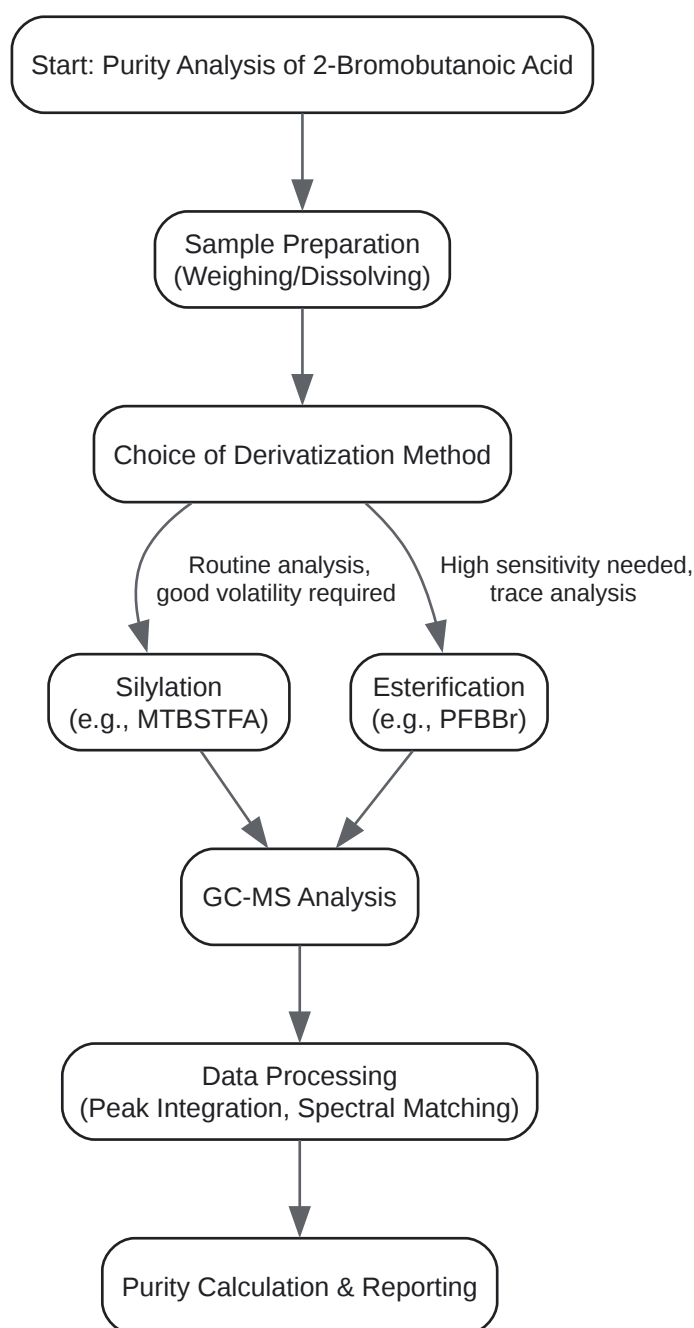 Start: Purity Analysis of 2-Bromobutanoic Acid
Sample Preparation
(Weighing/Dissolving)
Choice of Derivatization Method
Routine analysis,
good volatility required
High sensitivity needed,
trace analysis
Silylation
(e.g., MTBSTFA)
Esterification
(e.g., PFBBr)
GC-MS Analysis
Data Processing
(Peak Integration, Spectral Matching)
Purity Calculation & Reporting